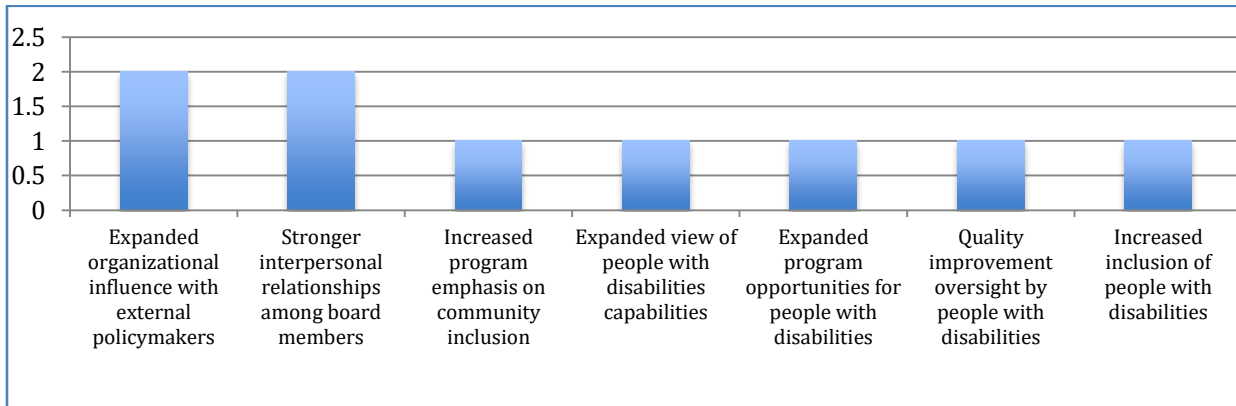 2.5
2
1.5
1
0.5
0
Expanded
organizational
influence with
external
policymakers
Stronger
interpersonal
relationships
among board
members
Increased
program
emphasis on
community
inclusion
Expanded view of
people with
disabilities
capabilities
Expanded
program
opportunities for
people with
disabilities
Quality
improvement
oversight by
people with
disabilities
Increased
inclusion of
people with
disabilities